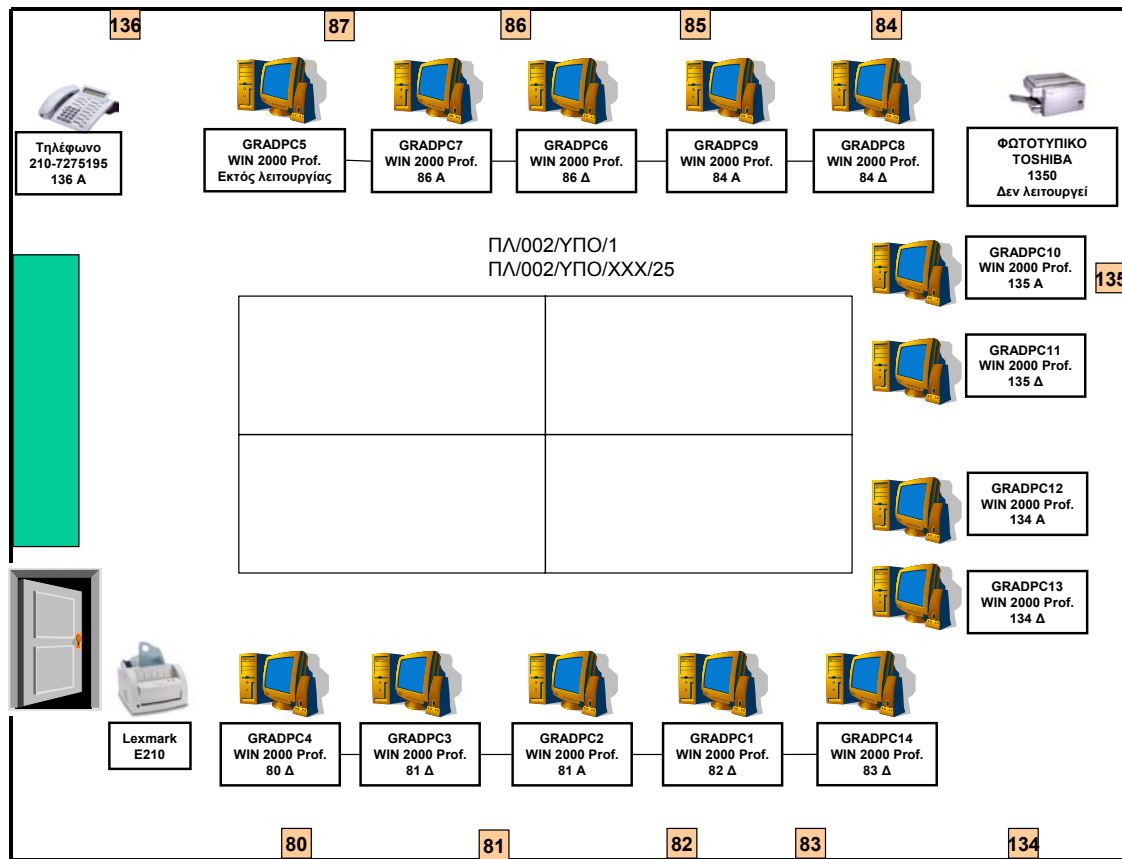 136
87
86
85
84
Τηλέφωνο
210-7275195
136 Α
GRADPC5
WIN 2000 Prof.
Εκτός λειτουργίας
GRADPC7
WIN 2000 Prof.
86 Α
GRADPC6
WIN 2000 Prof.
86 Δ
GRADPC9
WIN 2000 Prof.
84 Α
GRADPC8
WIN 2000 Prof.
84 Δ
ΦΩΤΟΤΥΠΙΚΟ
TOSHIBA
1350
Δεν λειτουργεί
ΠΛ/002/ΥΠΟ/1
ΠΛ/002/ΥΠΟ/ΧΧΧ/25
GRADPC10
WIN 2000 Prof.
135 Α
135
GRADPC11
WIN 2000 Prof.
135 Δ
GRADPC12
WIN 2000 Prof.
134 Α
GRADPC13
WIN 2000 Prof.
134 Δ
Lexmark
E210
GRADPC4
WIN 2000 Prof.
80 Δ
GRADPC3
WIN 2000 Prof.
81 Δ
GRADPC2
WIN 2000 Prof.
81 Α
GRADPC1
WIN 2000 Prof.
82 Δ
GRADPC14
WIN 2000 Prof.
83 Δ
80
81
82
83
134